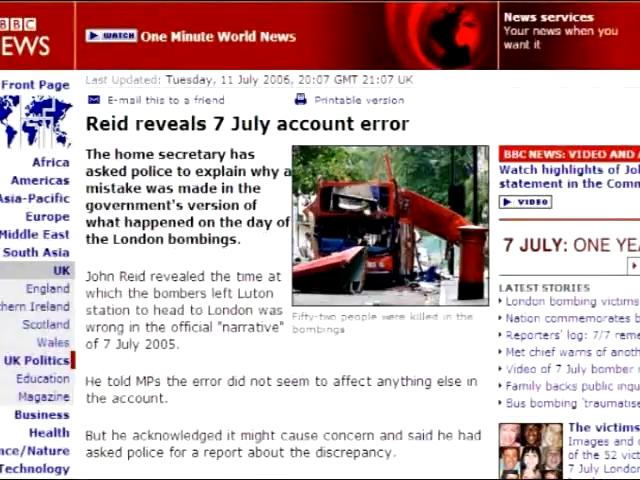 BBC
NEWS
WATCH One Minute World News
News services
Your news when you
want it
Last Updated: Tuesday, 11 July 2006, 20:07 GMT 21:07 UK
E-mail this to a friend
Printable version
Front Page
Africa
Americas
Asia-Pacific
Europe
Middle East
South Asia
UK
England
hern Ireland
Scotland
Wales
UK Politics
Education
Magazine
Business
Health
nce/Nature
Technology
Reid reveals 7 July account error
The home secretary has
asked police to explain why a
mistake was made in the
government's version of
what happened on the day of
the London bombings.
Fifty-two people were killed in the
bombings
John Reid revealed the time at
which the bombers left Luton
station to head to London was
wrong in the official "narrative"
of 7 July 2005.
He told MPs the error did not seem to affect anything else in
the account.
But he acknowledged it might cause concern and said he had
asked police for a report about the discrepancy.
BBC NEWS: VIDEO AND A
Watch highlights of Joh
statement in the Comm
VIDEO
7 JULY: ONE YEA
LATEST STORIES
London bombing victims
Nation commemorates b
Reporters' log: 7/7 reme
Met chief warns of anoth
Video of 7 July bomber
Family backs public inqu
Bus bombing 'traumatise
The victims
Images and
of the 52 vict
7 July London